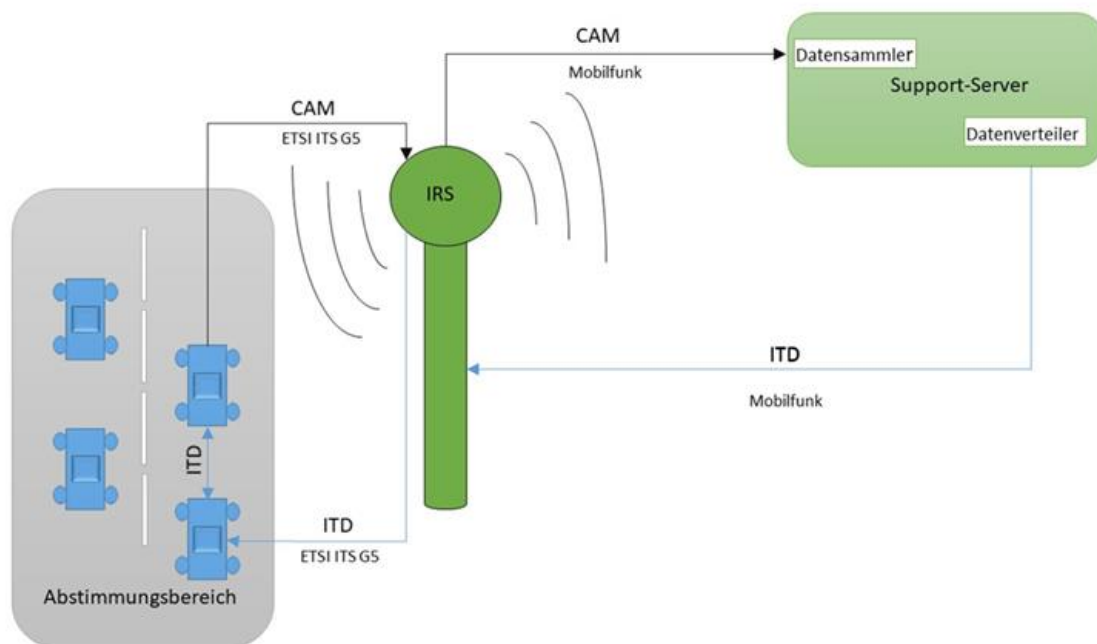 CAM
Mobilfunk
Datensammler
Support-Server
Datenverteiler
CAM
ETSI ITS G5
IRS
ITD
Mobilfunk
ITD
ITD
ETSI ITS G5
Abstimmungsbereich